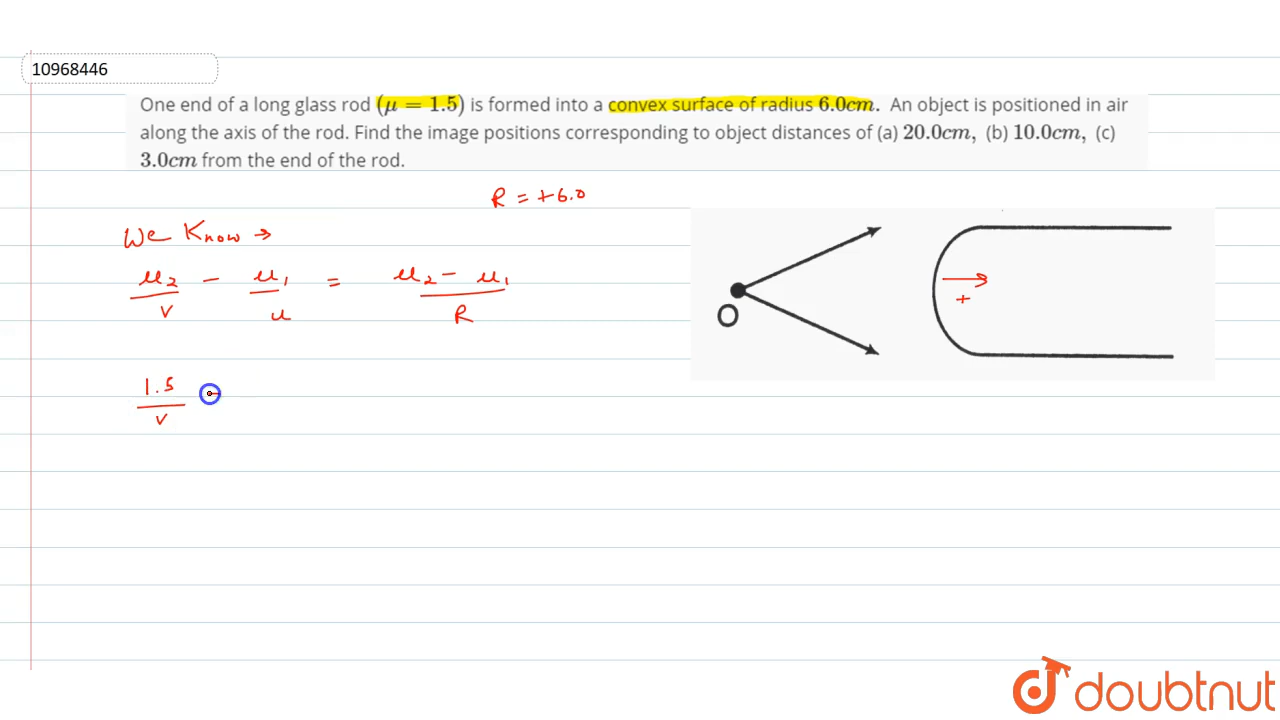 10968446
One end of a long glass rod (μ = 1.5) is formed into a convex surface of radius 6.0cm. An object is positioned in air
along the axis of the rod. Find the image positions corresponding to object distances of (a) 20.0cm, (b) 10.0cm, (c)
3.0cm from the end of the rod.
R = +6.0
We Know →
μ₂/v - μ₁/u = μ₂ - μ₁/R
O
+
1.5/v
doubtnut